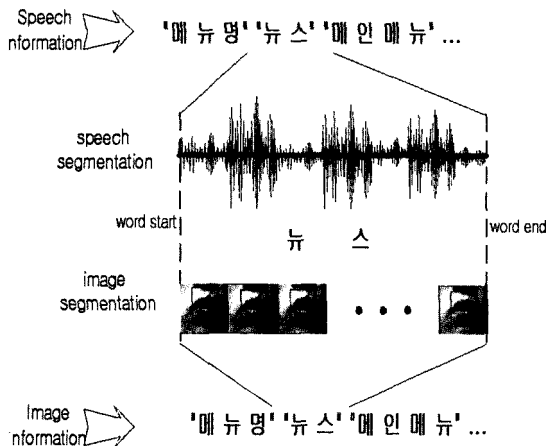 Speech
nformation
'메 뉴 명' '뉴 스' '메 인 메 뉴' ...
speech
segmentation
word start
word end
뉴 스
image
segmentation
Image
nformation
'메 뉴 명' '뉴 스' '메 인 메 뉴' ...